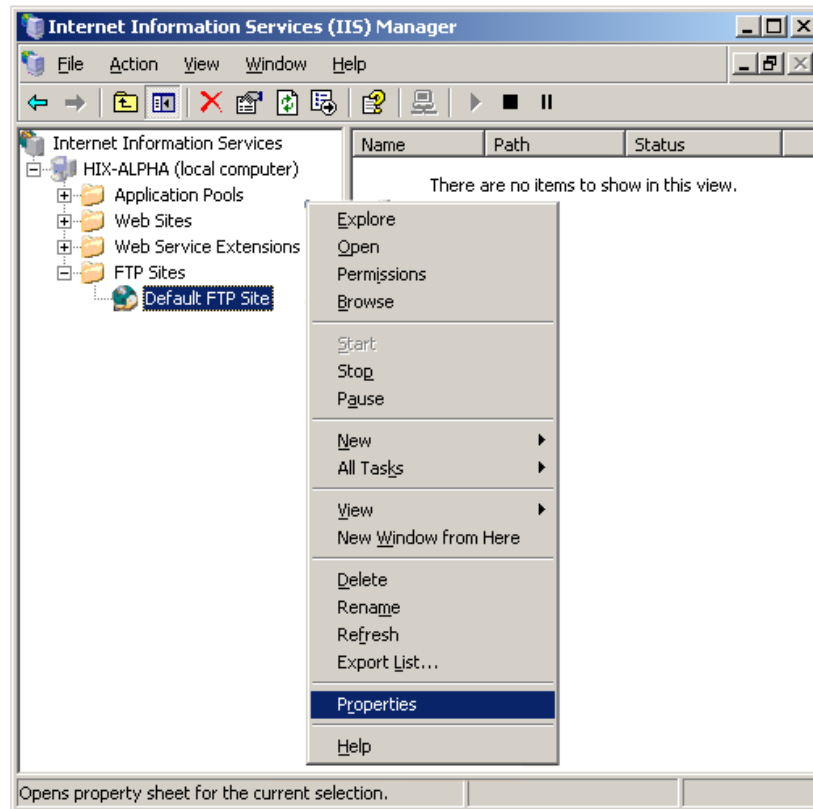 Internet Information Services (IIS) Manager
File Action View Window Help
Internet Information Services
HIX-ALPHA (local computer)
Application Pools
Web Sites
Web Service Extensions
FTP Sites
Default FTP Site
Name Path Status
There are no items to show in this view.
Explore
Open
Permissions
Browse
Start
Stop
Pause
New
All Tasks
View
New Window from Here
Delete
Rename
Refresh
Export List...
Properties
Help
Opens property sheet for the current selection.